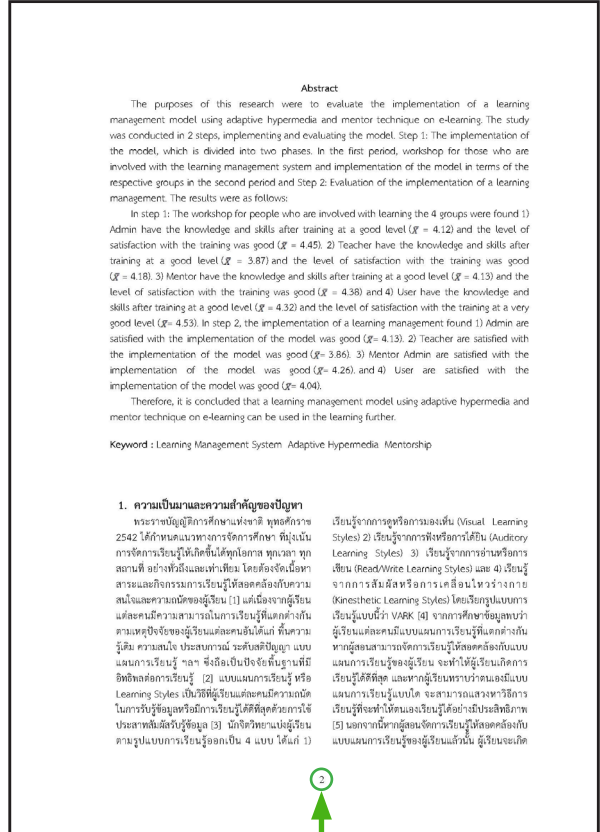 Abstract
The purposes of this research were to evaluate the implementation of a learning
management model using adaptive hypermedia and mentor technique on e-learning. The study
was conducted in 2 steps, implementing and evaluating the model. Step 1: The implementation of
the model, which is divided into two phases. In the first period, workshop for those who are
involved with the learning management system and implementation of the model in terms of the
respective groups in the second period and Step 2: Evaluation of the implementation of a learning
management. The results were as follows:
In step 1: The workshop for people who are involved with learning the 4 groups were found 1)
Admin have the knowledge and skills after training at a good level (x̄ = 4.12) and the level of
satisfaction with the training was good (x̄ = 4.45). 2) Teacher have the knowledge and skills after
training at a good level (x̄ = 3.87) and the level of satisfaction with the training was good
(x̄ = 4.18). 3) Mentor have the knowledge and skills after training at a good level (x̄ = 4.13) and the
level of satisfaction with the training was good (x̄ = 4.38) and 4) User have the knowledge and
skills after training at a good level (x̄ = 4.32) and the level of satisfaction with the training at a very
good level (x̄= 4.53). In step 2, the implementation of a learning management found 1) Admin are
satisfied with the implementation of the model was good (x̄= 4.13). 2) Teacher are satisfied with
the implementation of the model was good (x̄= 3.86). 3) Mentor Admin are satisfied with the
implementation of the model was good (x̄= 4.26). and 4) User are satisfied with the
implementation of the model was good (x̄= 4.04).
Therefore, it is concluded that a learning management model using adaptive hypermedia and
mentor technique on e-learning can be used in the learning further.
Keyword : Learning Management System Adaptive Hypermedia Mentorship
1. ความเป็นมาและความสำคัญของปัญหา
พระราชบัญญัติการศึกษาแห่งชาติ พุทธศักราช
2542 ได้กำหนดแนวทางการจัดการศึกษา ที่มุ่งเน้น
การจัดการเรียนรู้ให้เกิดขึ้นได้ทุกโอกาส ทุกเวลา ทุก
สถานที่ อย่างทั่วถึงและเท่าเทียม โดยต้องจัดเนื้อหา
สาระและกิจกรรมการเรียนรู้ให้สอดคล้องกับความ
สนใจและความถนัดของผู้เรียน [1] แต่เนื่องจากผู้เรียน
แต่ละคนมีความสามารถในการเรียนรู้ที่แตกต่างกัน
ตามเหตุปัจจัยของผู้เรียนแต่ละคนอันได้แก่ พื้นความ
รู้เดิม ความสนใจ ประสบการณ์ ระดับสติปัญญา แบบ
แผนการเรียนรู้ ฯลฯ ซึ่งถือเป็นปัจจัยพื้นฐานที่มี
อิทธิพลต่อการเรียนรู้ [2] แบบแผนการเรียนรู้ หรือ
Learning Styles เป็นวิธีที่ผู้เรียนแต่ละคนมีความถนัด
ในการรับรู้ข้อมูลหรือมีการเรียนรู้ได้ดีที่สุดด้วยการใช้
ประสาทสัมผัสรับรู้ข้อมูล [3] นักจิตวิทยาแบ่งผู้เรียน
ตามรูปแบบการเรียนรู้ออกเป็น 4 แบบ ได้แก่ 1)
เรียนรู้จากการดูหรือการมองเห็น (Visual Learning
Styles) 2) เรียนรู้จากการฟังหรือการได้ยิน (Auditory
Learning Styles) 3) เรียนรู้จากการอ่านหรือการ
เขียน (Read/Write Learning Styles) และ 4) เรียนรู้
จากการสัมผัสหรือการเคลื่อนไหวร่างกาย
(Kinesthetic Learning Styles) โดยเรียกรูปแบบการ
เรียนรู้แบบนี้ว่า VARK [4] จากการศึกษาข้อมูลพบว่า
ผู้เรียนแต่ละคนมีแบบแผนการเรียนรู้ที่แตกต่างกัน
หากผู้สอนสามารถจัดการเรียนรู้ให้สอดคล้องกับแบบ
แผนการเรียนรู้ของผู้เรียน จะทำให้ผู้เรียนเกิดการ
เรียนรู้ได้ดีที่สุด และหากผู้เรียนทราบว่าตนเองมีแบบ
แผนการเรียนรู้แบบใด จะสามารถแสวงหาวิธีการ
เรียนรู้ที่จะทำให้ตนเองเรียนรู้ได้อย่างมีประสิทธิภาพ
[5] นอกจากนี้หากผู้สอนจัดการเรียนรู้ให้สอดคล้องกับ
แบบแผนการเรียนรู้ของผู้เรียนแล้วนั้น ผู้เรียนจะเกิด
2